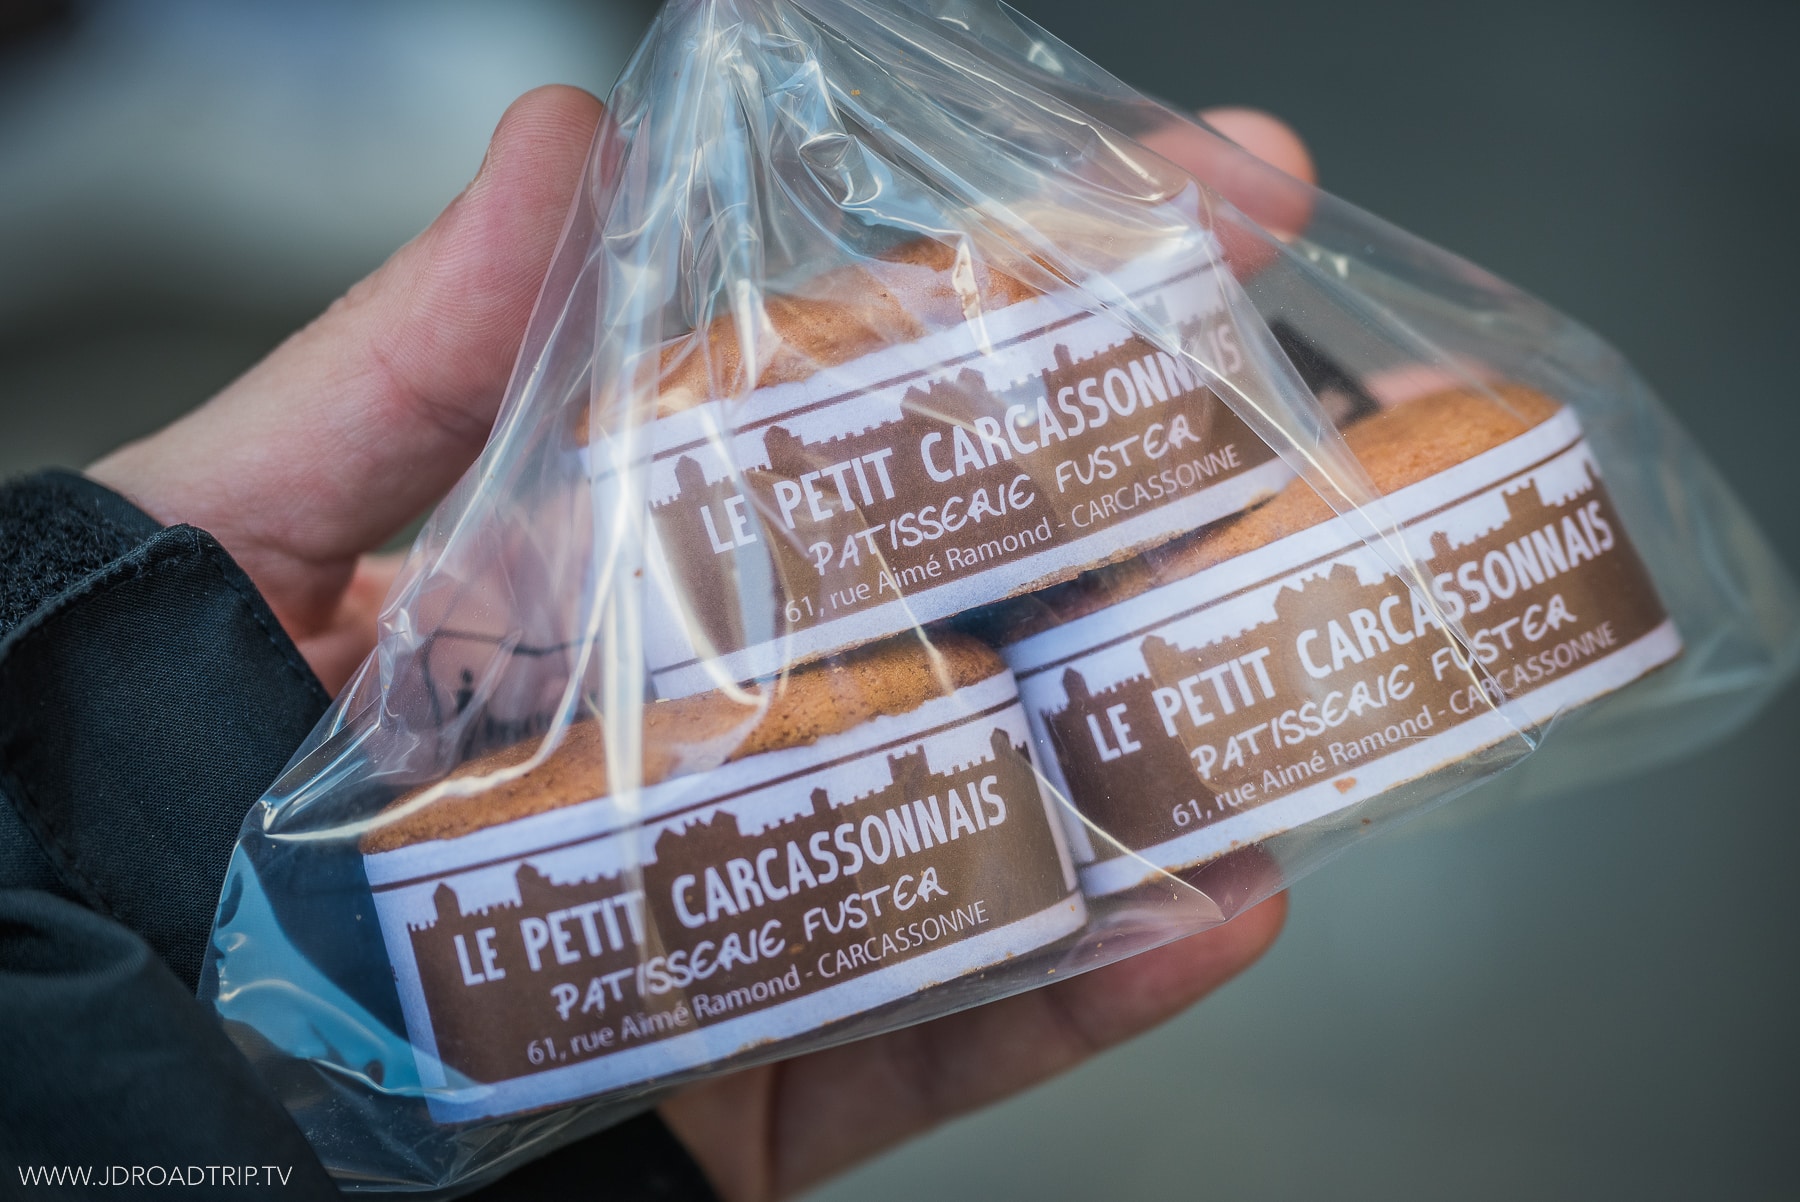 LE PETIT CARCASSONNAIS
PATISSERIE FUSTER
61, rue Aimé Ramond - CARCASSONNE
LE PETIT CARCASSONNAIS
PATISSERIE FUSTER
61, rue Aimé Ramond - CARCASSONNE
LE PETIT CARCASSONNAIS
PATISSERIE FUSTER
61, rue Aimé Ramond - CARCASSONNE
WWW.JDROADTRIP.TV